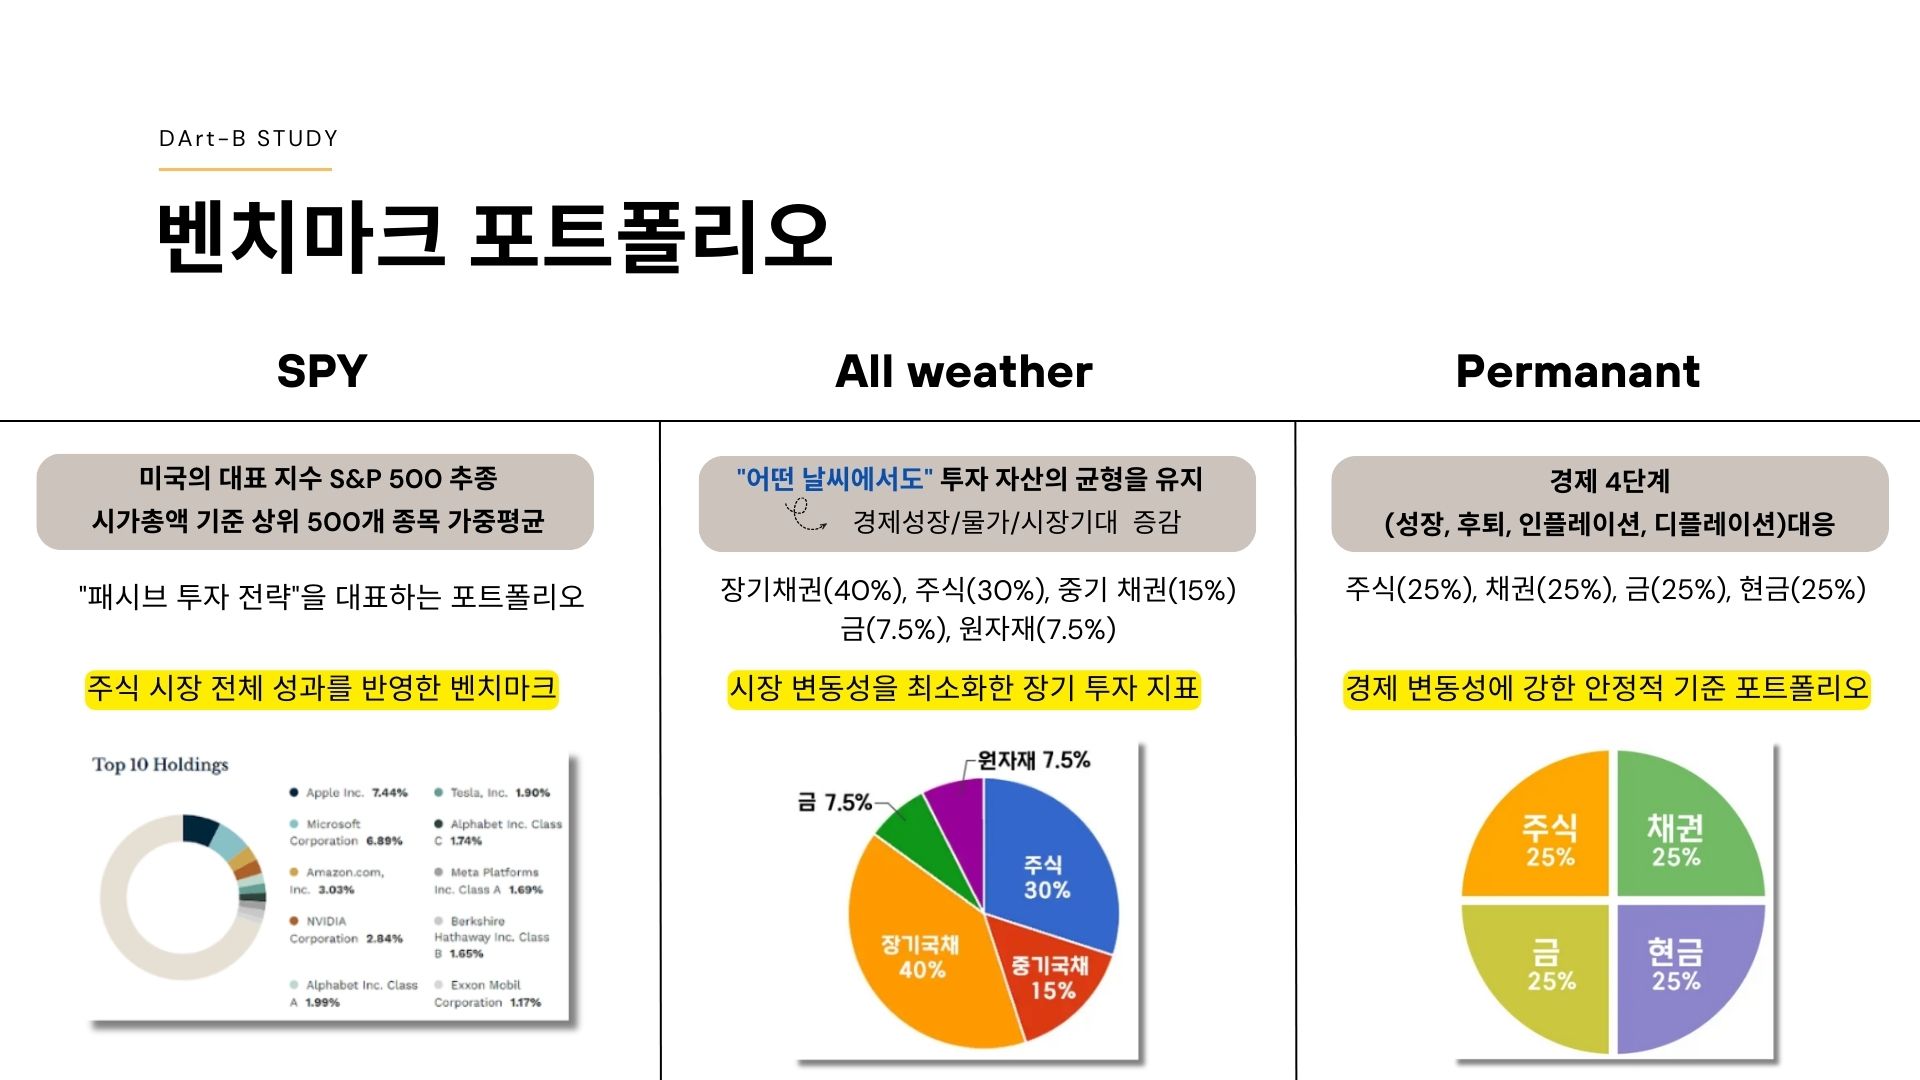 DArt-B STUDY
벤치마크 포트폴리오
SPY
미국의 대표 지수 S&P 500 추종
시가총액 기준 상위 500개 종목 가중평균
"패시브 투자 전략"을 대표하는 포트폴리오
주식 시장 전체 성과를 반영한 벤치마크
Top 10 Holdings
Apple Inc. 7.44%
Microsoft
Corporation 6.89%
Amazon.com,
Inc. 3.03%
NVIDIA
Corporation 2.84%
Alphabet Inc. Class
A 1.99%
Tesla, Inc. 1.90%
Alphabet Inc. Class
C 1.74%
Meta Platforms
Inc. Class A 1.69%
Berkshire
Hathaway Inc. Class
B 1.65%
Exxon Mobil
Corporation 1.17%
All weather
"어떤 날씨에서도" 투자 자산의 균형을 유지
경제성장/물가/시장기대 증감
장기채권(40%), 주식(30%), 중기 채권(15%)
금(7.5%), 원자재(7.5%)
시장 변동성을 최소화한 장기 투자 지표
원자재 7.5%
금 7.5%
주식
30%
장기국채
40%
중기국채
15%
Permanant
경제 4단계
(성장, 후퇴, 인플레이션, 디플레이션)대응
주식(25%), 채권(25%), 금(25%), 현금(25%)
경제 변동성에 강한 안정적 기준 포트폴리오
주식
25%
채권
25%
금
25%
현금
25%